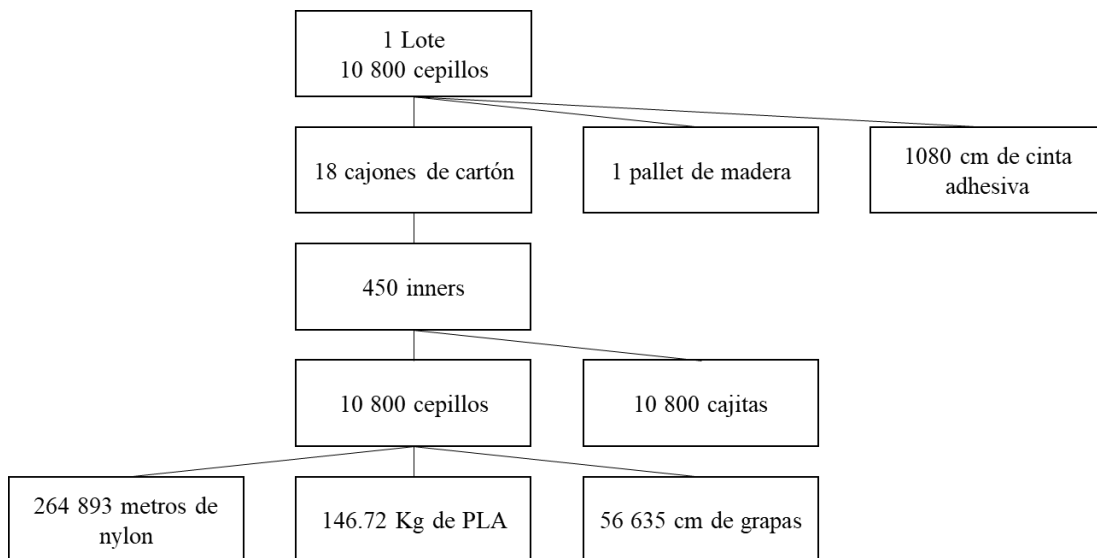 1 Lote
10 800 cepillos
18 cajones de cartón
1 pallet de madera
1080 cm de cinta
adhesiva
450 inners
10 800 cepillos
10 800 cajitas
264 893 metros de
nylon
146.72 Kg de PLA
56 635 cm de grapas